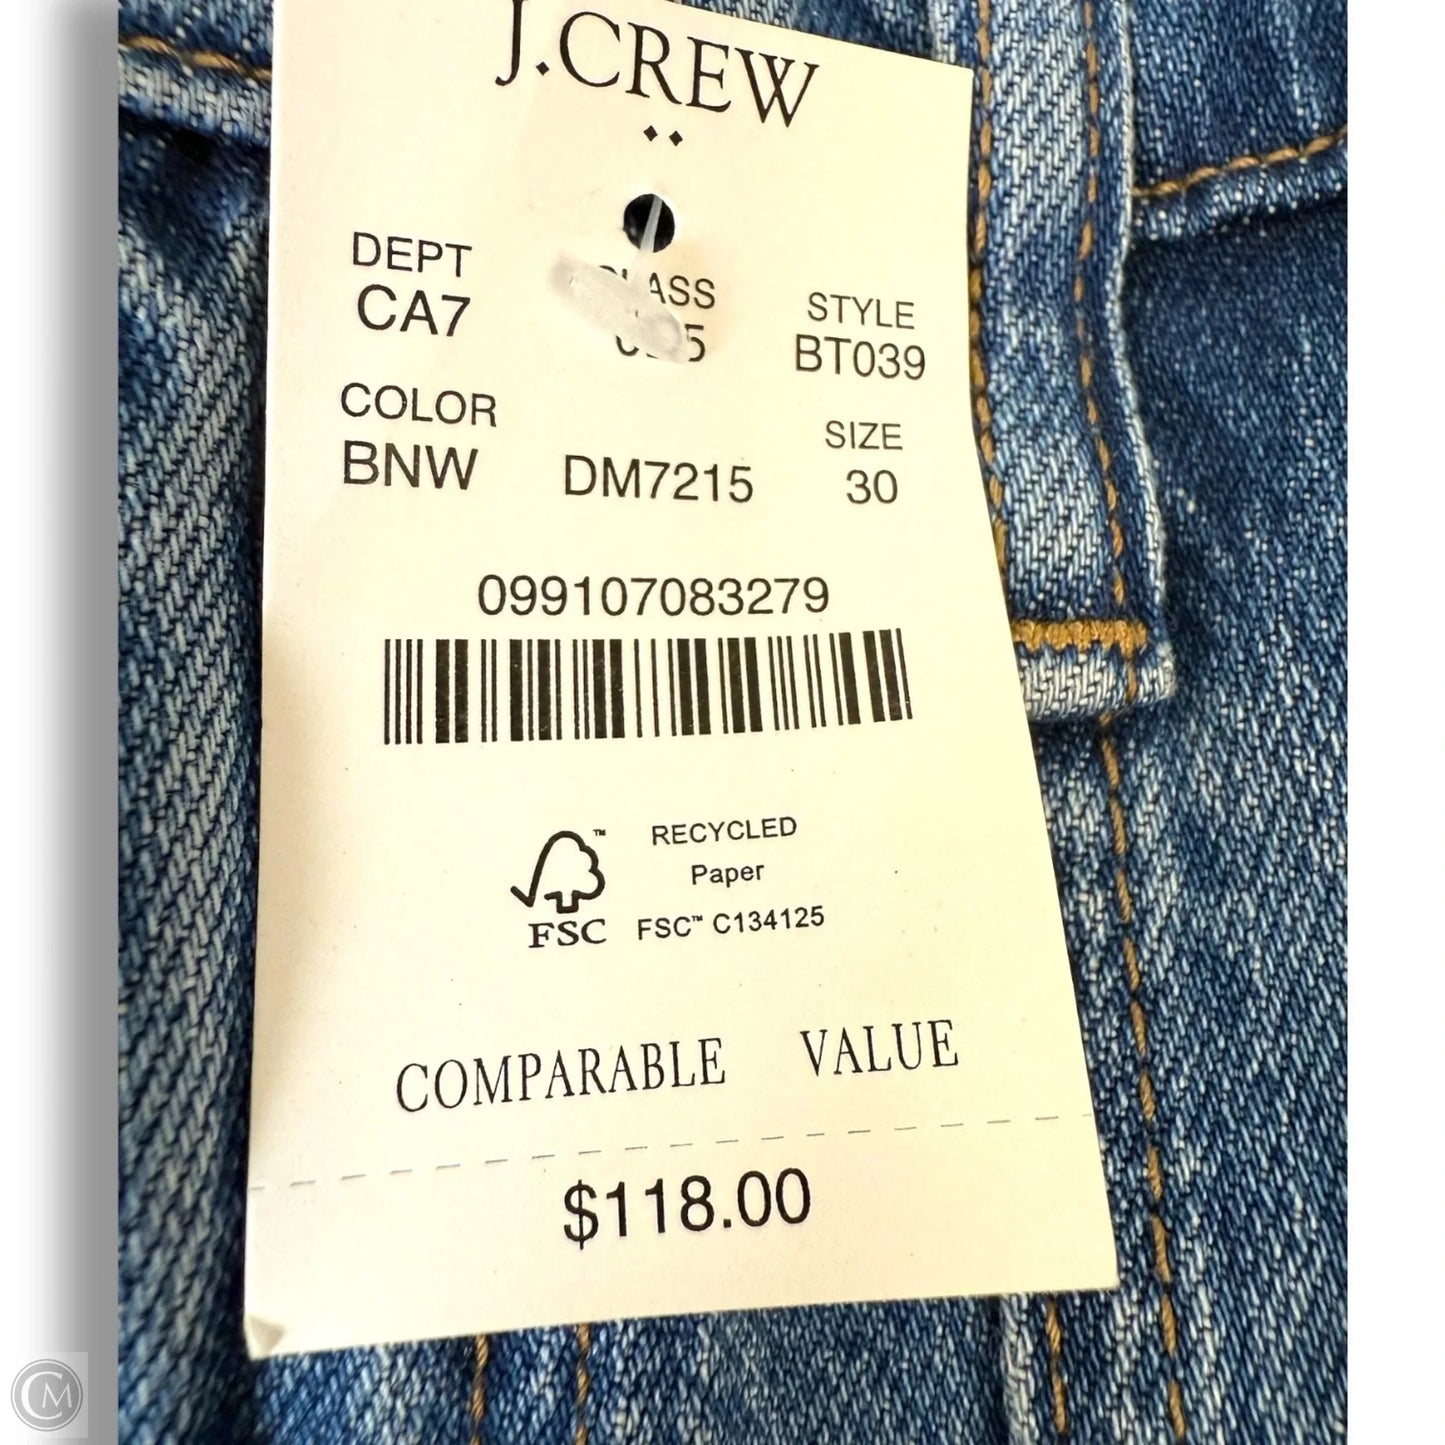 J.CREW
DEPT STYLE
CA7 BT039
COLOR SIZE
BNW DM7215 30
099107083279
RECYCLED
Paper
FSC FSC™ C134125
COMPARABLE VALUE
$118.00
CM